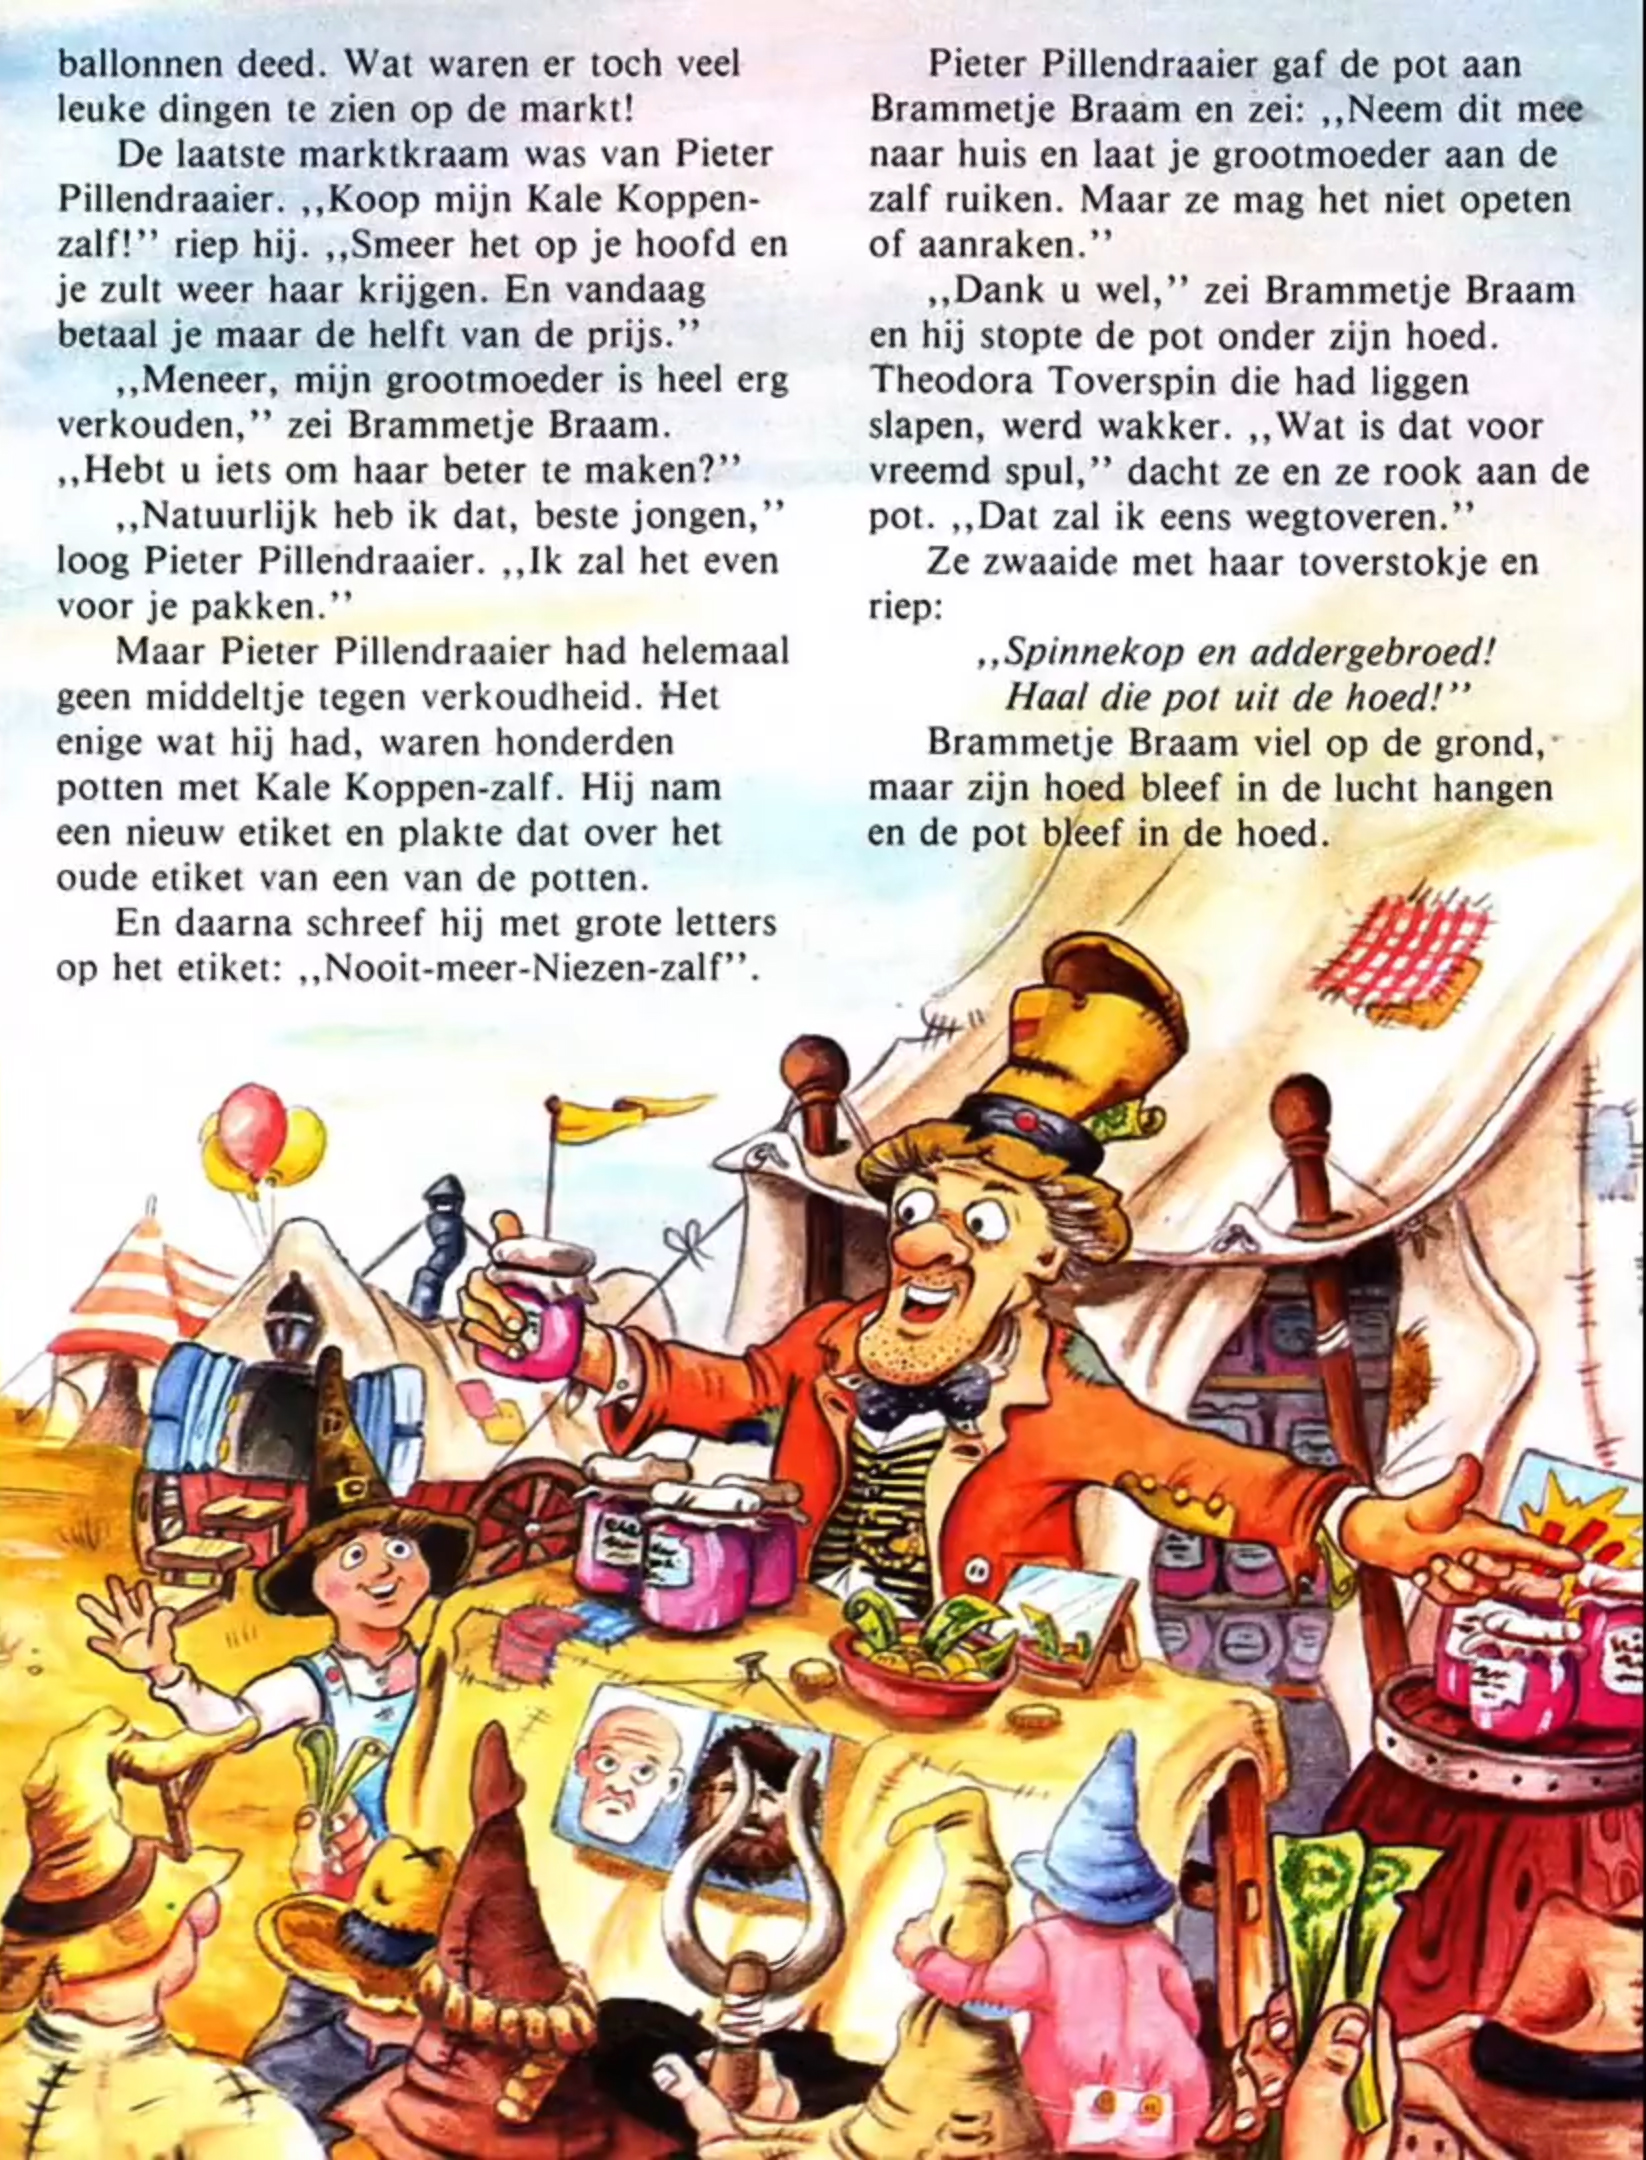 ballonnen deed. Wat waren er toch veel
leuke dingen te zien op de markt!
De laatste marktkraam was van Pieter
Pillendraaier. ,,Koop mijn Kale Koppen-
zalf!” riep hij. ,,Smeer het op je hoofd en
je zult weer haar krijgen. En vandaag
betaal je maar de helft van de prijs.”
,,Meneer, mijn grootmoeder is heel erg
verkouden,” zei Brammetje Braam.
,,Hebt u iets om haar beter te maken?”
,,Natuurlijk heb ik dat, beste jongen,”
loog Pieter Pillendraaier. ,,Ik zal het even
voor je pakken.”
Maar Pieter Pillendraaier had helemaal
geen middeltje tegen verkoudheid. Het
enige wat hij had, waren honderden
potten met Kale Koppen-zalf. Hij nam
een nieuw etiket en plakte dat over het
oude etiket van een van de potten.
En daarna schreef hij met grote letters
op het etiket: ,,Nooit-meer-Niezen-zalf”.
Pieter Pillendraaier gaf de pot aan
Brammetje Braam en zei: ,,Neem dit mee
naar huis en laat je grootmoeder aan de
zalf ruiken. Maar ze mag het niet opeten
of aanraken.”
,,Dank u wel,” zei Brammetje Braam
en hij stopte de pot onder zijn hoed.
Theodora Toverspin die had liggen
slapen, werd wakker. ,,Wat is dat voor
vreemd spul,” dacht ze en ze rook aan de
pot. ,,Dat zal ik eens wegtoveren.”
Ze zwaaide met haar toverstokje en
riep:
,,Spinnekop en addergebroed!
Haal die pot uit de hoed!”
Brammetje Braam viel op de grond,
maar zijn hoed bleef in de lucht hangen
en de pot bleef in de hoed.